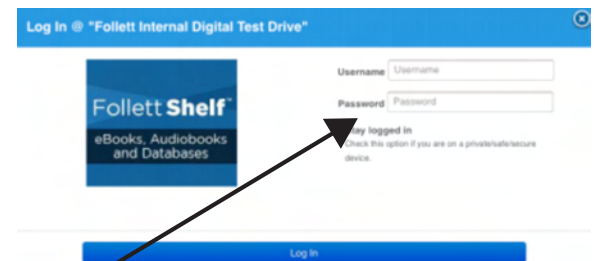 Log In @ "Follett Internal Digital Test Drive"
Follett Shelf™
eBooks, Audiobooks
and Databases
Username Username
Password Password
Stay logged in
Check this option if you are on a private/safe/secure
device.
Log In